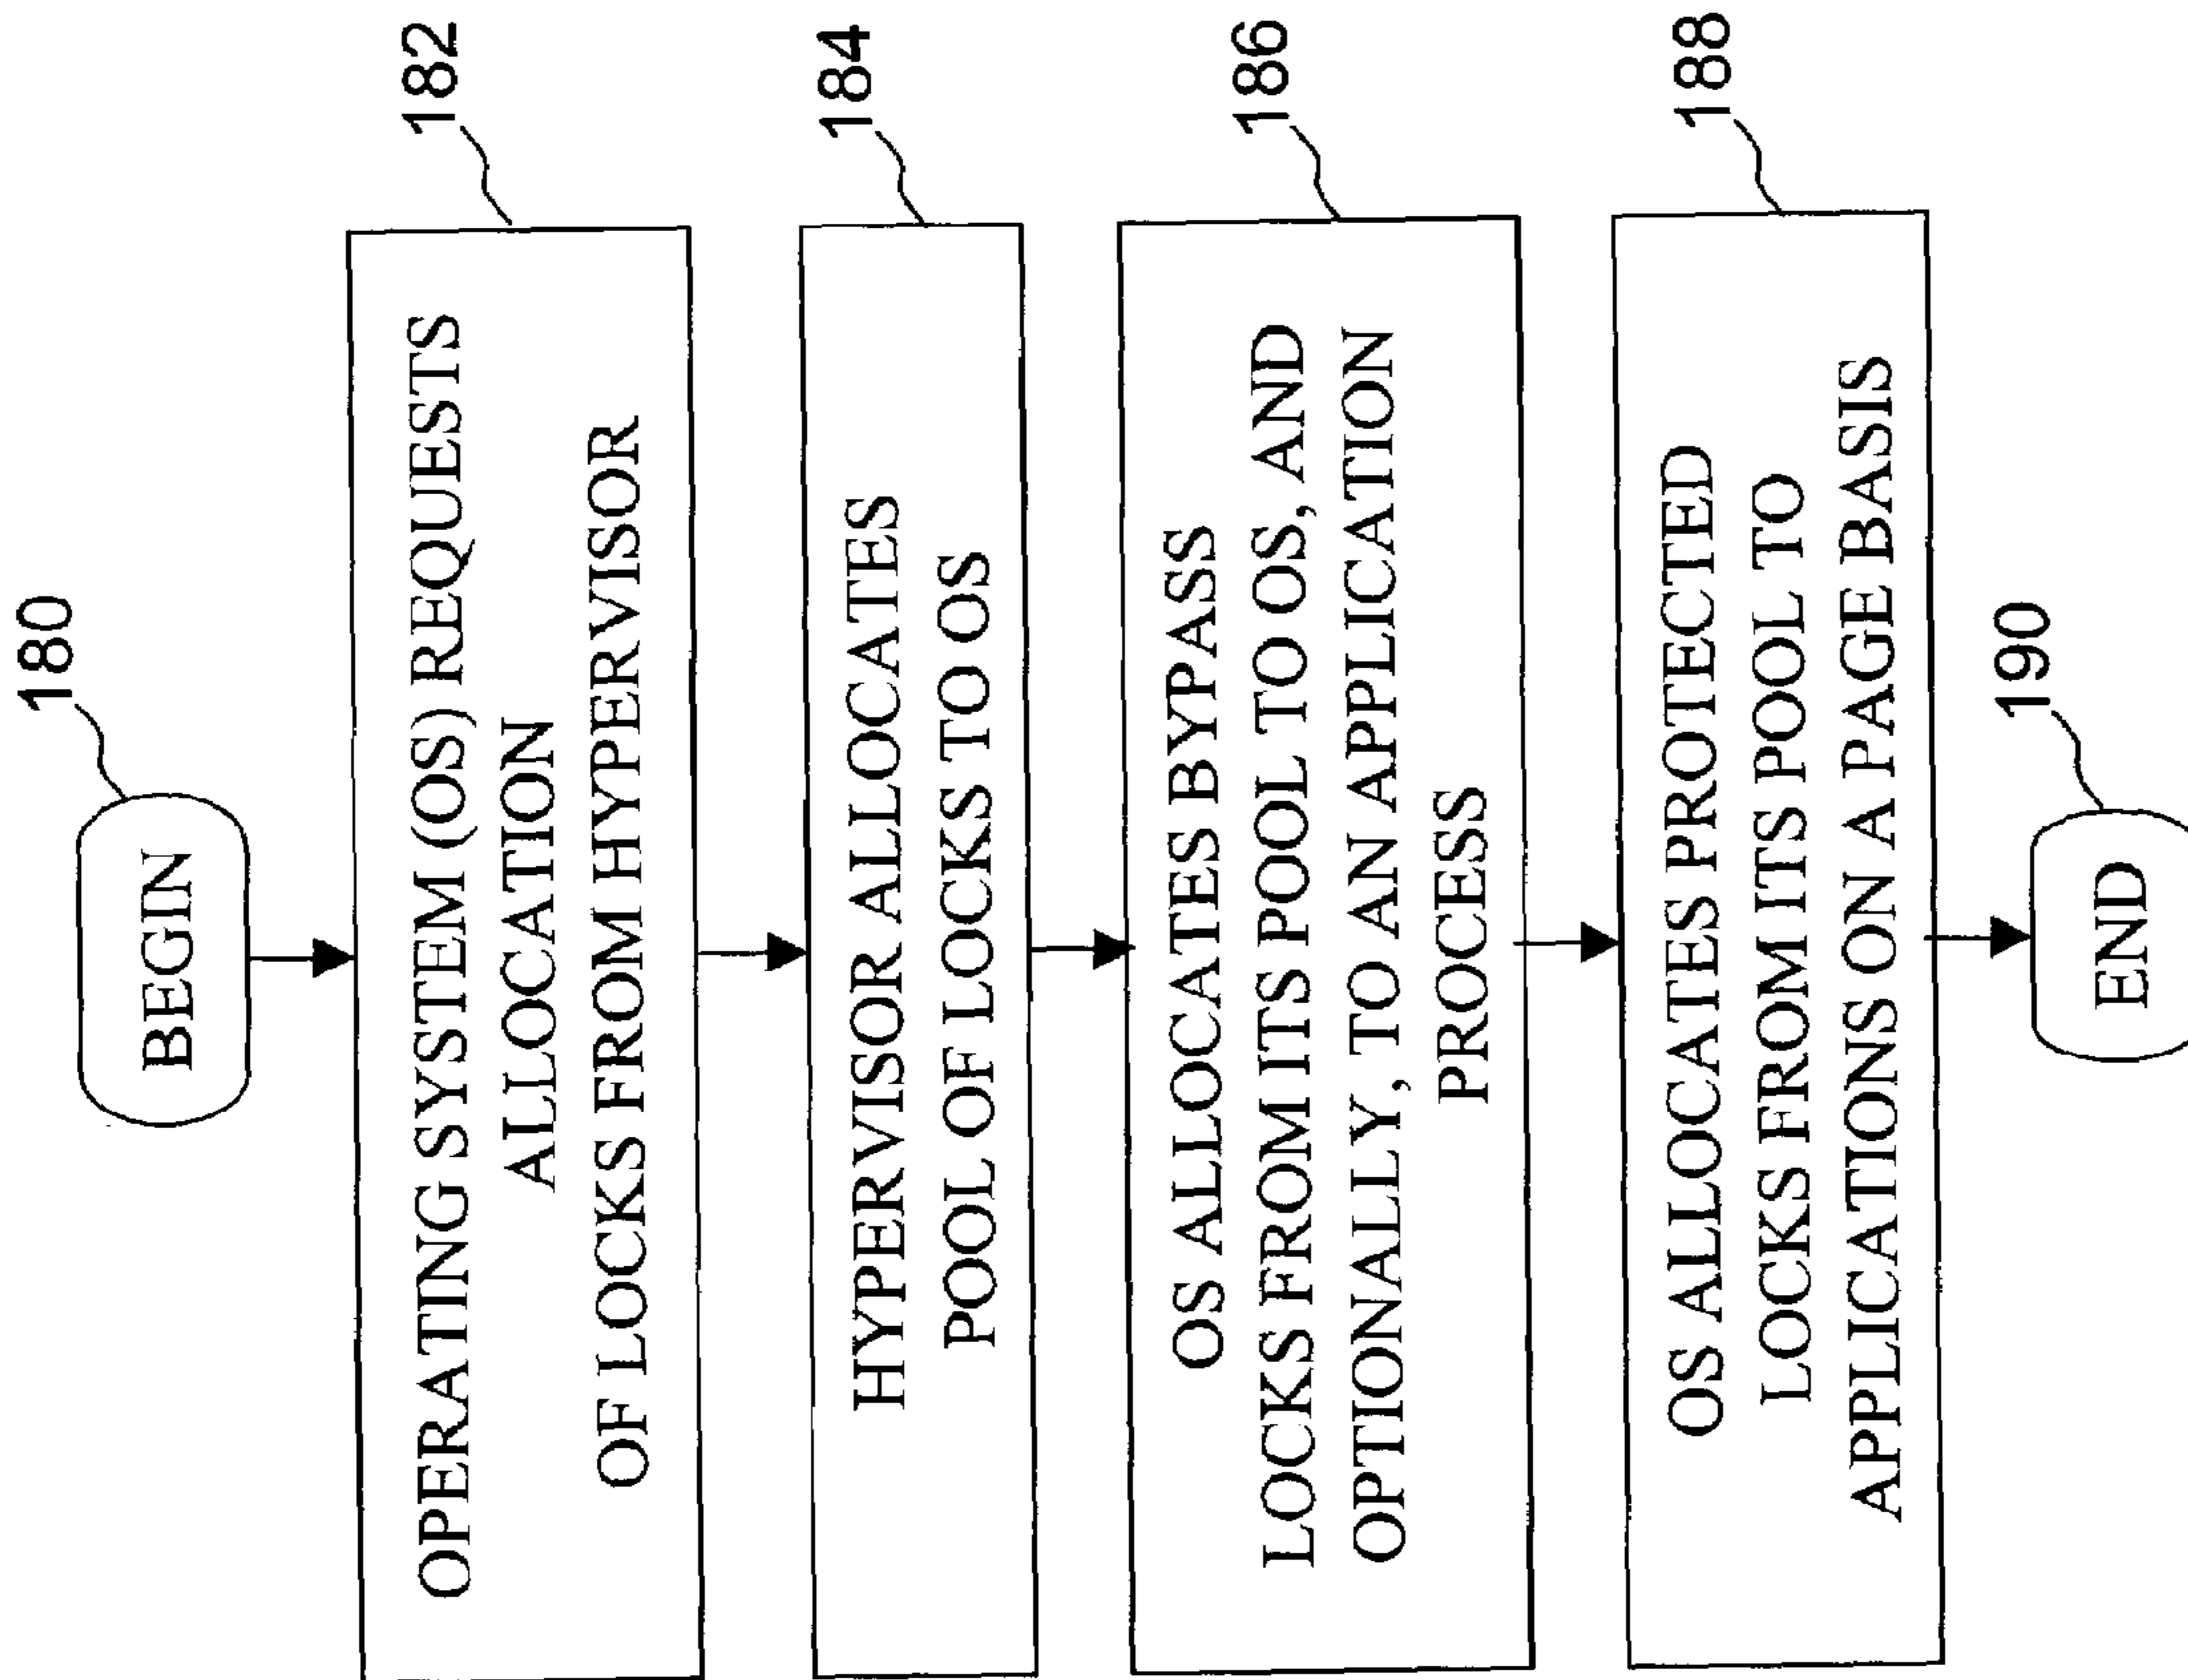 180
BEGIN
182
OPERATING SYSTEM (OS) REQUESTS
ALLOCATION
OF LOCKS FROM HYPERVISOR
184
HYPERVISOR ALLOCATES
POOL OF LOCKS TO OS
186
OS ALLOCATES BYPASS
LOCKS FROM ITS POOL TO OS, AND
OPTIONALLY, TO AN APPLICATION
PROCESS
188
OS ALLOCATES PROTECTED
LOCKS FROM ITS POOL TO
APPLICATIONS ON A PAGE BASIS
190
END